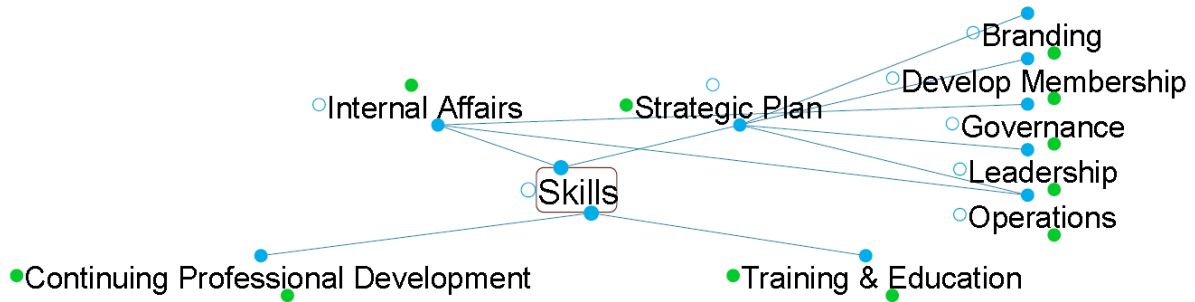 Branding
Develop Membership
Internal Affairs
Strategic Plan
Governance
Leadership
Skills
Operations
Continuing Professional Development
Training & Education